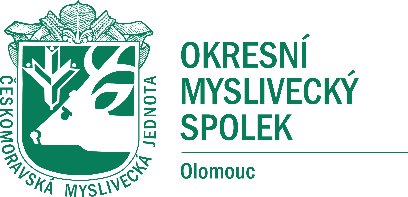 ČESKOMORAVSKÁ MYSLIVECKÁ JEDNOTA
OKRESNÍ
MYSLIVECKÝ
SPOLEK
Olomouc